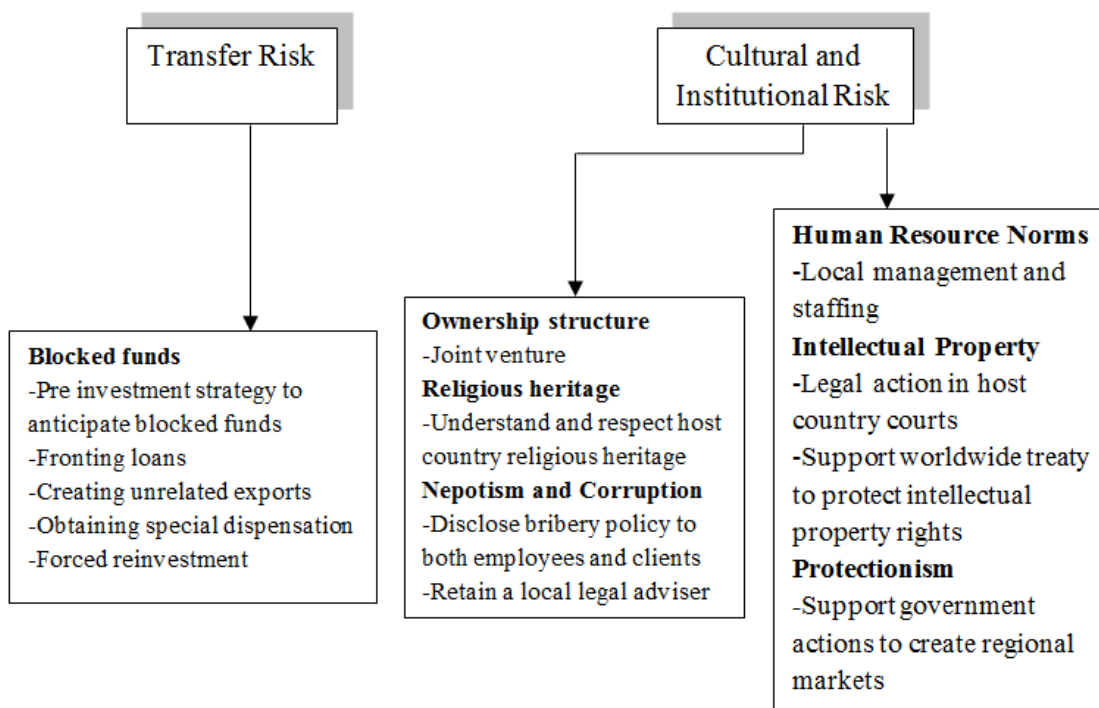 Transfer Risk
Cultural and
Institutional Risk
Blocked funds
-Pre investment strategy to
anticipate blocked funds
-Fronting loans
-Creating unrelated exports
-Obtaining special dispensation
-Forced reinvestment
Ownership structure
-Joint venture
Religious heritage
-Understand and respect host
country religious heritage
Nepotism and Corruption
-Disclose bribery policy to
both employees and clients
-Retain a local legal adviser
Human Resource Norms
-Local management and
staffing
Intellectual Property
-Legal action in host
country courts
-Support worldwide treaty
to protect intellectual
property rights
Protectionism
-Support government
actions to create regional
markets